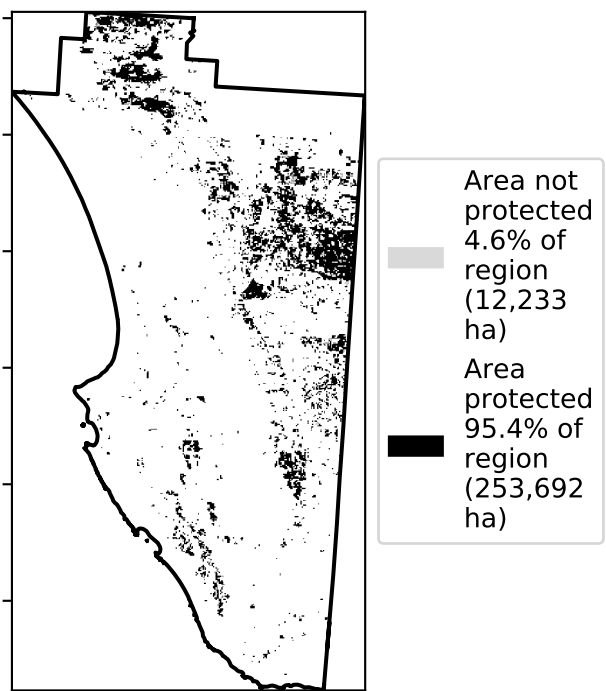 Area not
protected
4.6% of
region
(12,233
ha)
Area
protected
95.4% of
region
(253,692
ha)